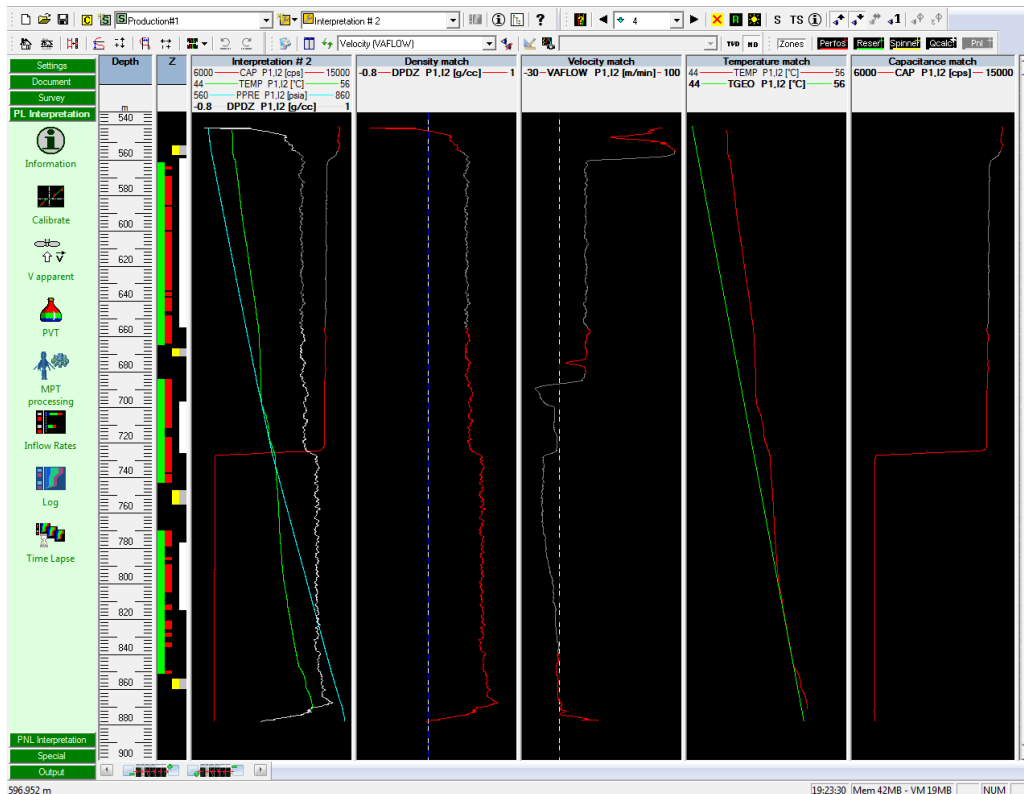 Production#1 Interpretation # 2 ? ? 4 S TS 1
Velocity (VAFLOW) TVD MD Zones Perfos Reser Spinner Qcalc Pnl
Settings
Document
Survey
PL Interpretation
Information
Calibrate
V apparent
PVT
MPT
processing
Inflow Rates
Log
Time Lapse
PNL Interpretation
Special
Output
Depth
m
540
560
580
600
620
640
660
680
700
720
740
760
780
800
820
840
860
880
900
Z
Interpretation # 2
6000 CAP P1,I2 [cps] 15000
44 TEMP P1,I2 [°C] 56
560 PPRE P1,I2 [psia] 860
-0.8 DPDZ P1,I2 [g/cc] 1
Density match
-0.8 DPDZ P1,I2 [g/cc] 1
Velocity match
-30 VAFLOW P1,I2 [m/min] 100
Temperature match
44 TEMP P1,I2 [°C] 56
44 TGEO P1,I2 [°C] 56
Capacitance match
6000 CAP P1,I2 [cps] 15000
596.952 m 19:23:30 Mem 42MB - VM 19MB NUM